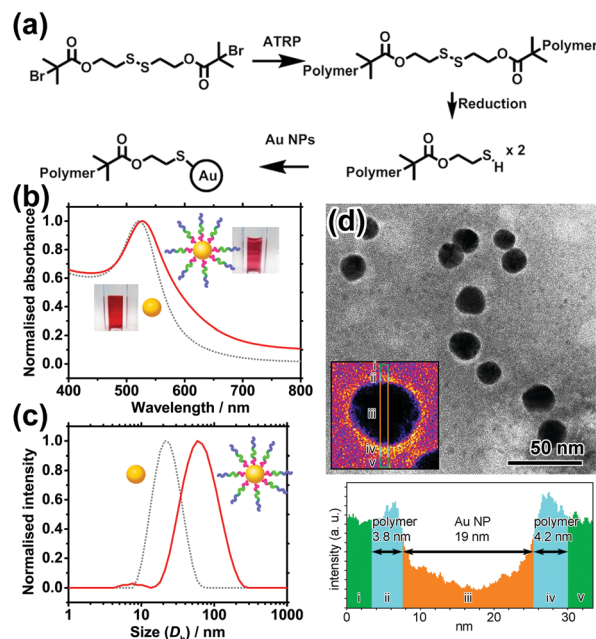 (a)
Br
O
O
S
S
O
O
Br
ATRP
Polymer
O
O
S
S
O
O
Polymer
Reduction
Polymer
O
O
S
Au
Au NPs
Polymer
O
O
S
H
x 2
(b)
Normalised absorbance
1.0
0.8
0.6
0.4
0.2
0.0
400 500 600 700 800
Wavelength / nm
(c)
Normalised intensity
1.0
0.8
0.6
0.4
0.2
0.0
1 10 100 1000
Size (Dh) / nm
(d)
i
ii
iii
iv
v
50 nm
intensity (a. u.)
polymer
3.8 nm
Au NP
19 nm
polymer
4.2 nm
i ii iii iv v
0 10 20 30
nm